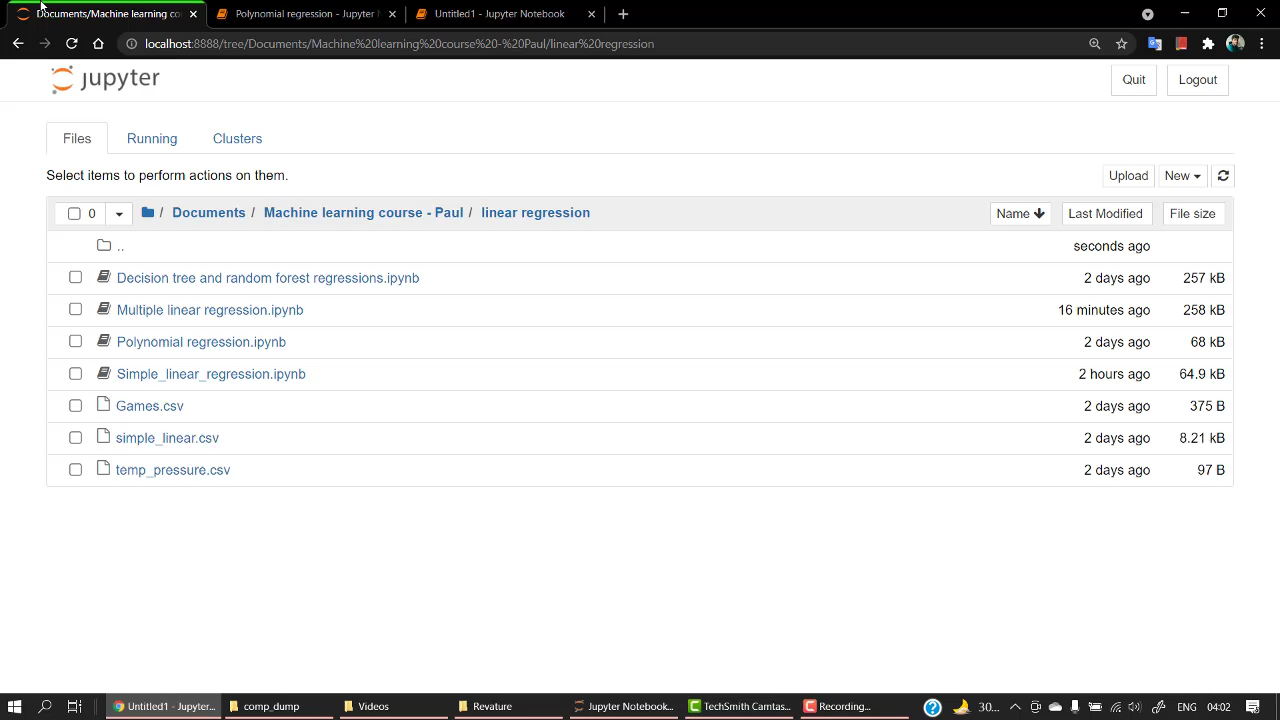 Documents/Machine learning co
Polynomial regression - Jupyter N
Untitled1 - Jupyter Notebook
localhost:8888/tree/Documents/Machine%20learning%20course%20-%20Paul/linear%20regression
jupyter
Quit
Logout
Files
Running
Clusters
Select items to perform actions on them.
Upload
New
0
/ Documents / Machine learning course - Paul / linear regression
Name
Last Modified
File size
.. seconds ago
Decision tree and random forest regressions.ipynb 2 days ago 257 kB
Multiple linear regression.ipynb 16 minutes ago 258 kB
Polynomial regression.ipynb 2 days ago 68 kB
Simple_linear_regression.ipynb 2 hours ago 64.9 kB
Games.csv 2 days ago 375 B
simple_linear.csv 2 days ago 8.21 kB
temp_pressure.csv 2 days ago 97 B
Untitled1 - Jupyter...
comp_dump
Videos
Revature
Jupyter Notebook...
TechSmith Camtas...
Recording...
30...
ENG
04:02